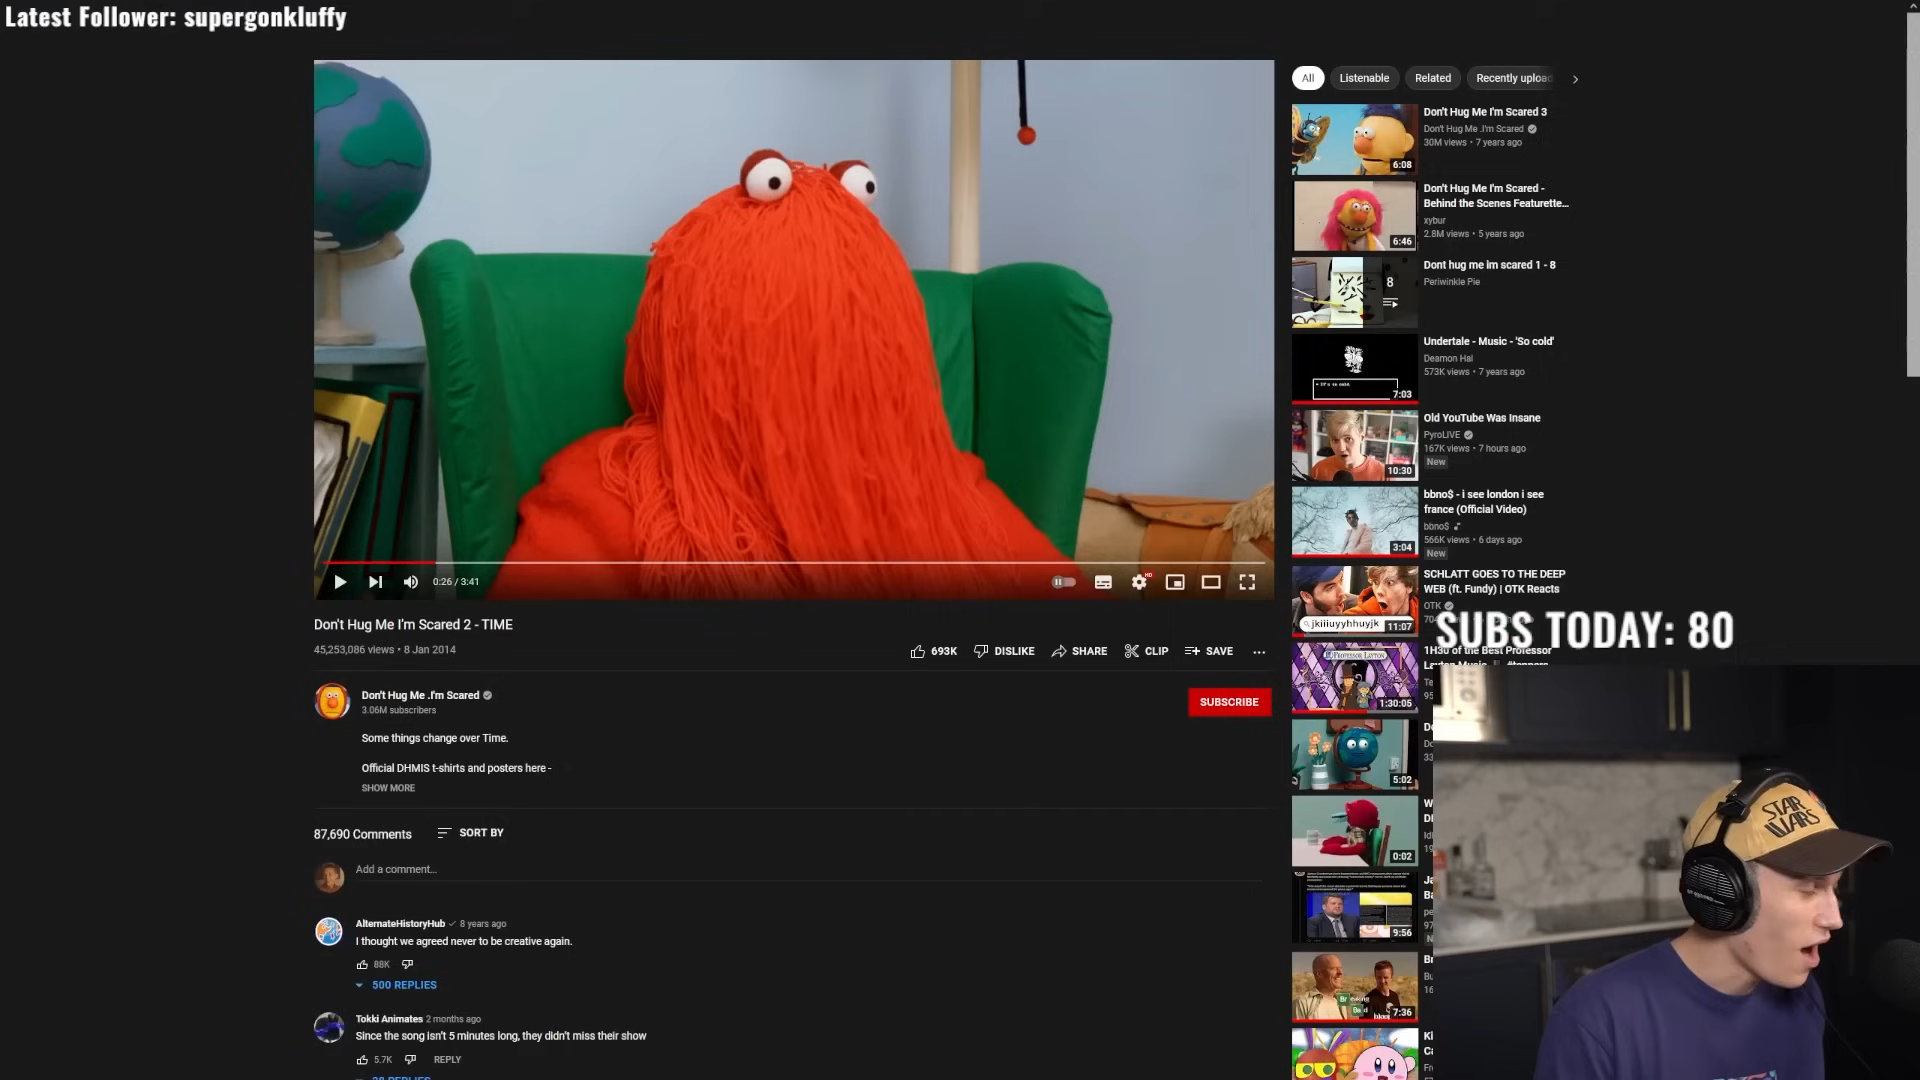 Latest Follower: supergonkluffy
0:26 / 3:41
HD
Don't Hug Me I'm Scared 2 - TIME
45,253,086 views • 8 Jan 2014
693K
DISLIKE
SHARE
CLIP
SAVE
Don't Hug Me .I'm Scared
3.06M subscribers
SUBSCRIBE
Some things change over Time.
Official DHMIS t-shirts and posters here -
SHOW MORE
87,690 Comments
SORT BY
Add a comment...
AlternateHistoryHub 8 years ago
I thought we agreed never to be creative again.
88K
500 REPLIES
Tokki Animates 2 months ago
Since the song isn't 5 minutes long, they didn't miss their show
5.7K
REPLY
All
Listenable
Related
Recently upload
Don't Hug Me I'm Scared 3
Don't Hug Me .I'm Scared
30M views • 7 years ago
6:08
Don't Hug Me I'm Scared -
Behind the Scenes Featurette...
xybur
2.8M views • 5 years ago
6:46
Dont hug me im scared 1 - 8
Periwinkle Pie
8
Undertale - Music - 'So cold'
Deamon Hal
573K views • 7 years ago
7:03
Old YouTube Was Insane
PyroLIVE
167K views • 7 hours ago
New
10:30
bbno$ - i see london i see
france (Official Video)
bbno$
566K views • 6 days ago
New
3:04
SCHLATT GOES TO THE DEEP
WEB (ft. Fundy) | OTK Reacts
OTK
jkiiiuyyhhuyjk
11:07
SUBS TODAY: 80
1H30 of the Best Professor
PROFESSOR LAYTON
1:30:05
5:02
0:02
9:56
7:36
STAR
WARS